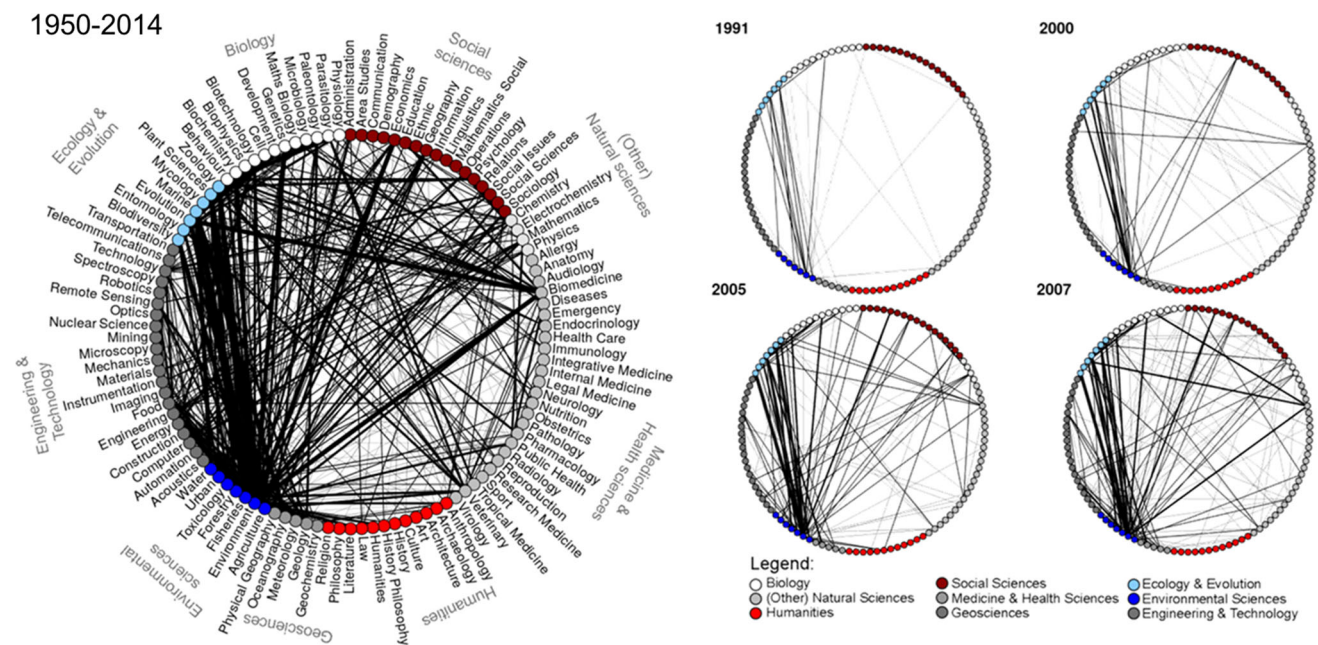 1950-2014
Biology
Social
sciences
(Other)
Natural sciences
Medicine &
Health sciences
Humanities
Geosciences
Environmental
sciences
Engineering &
Technology
Ecology &
Evolution
Administration
Area Studies
Communication
Demography
Economics
Education
Ethnic
Geography
Information
Linguistics
Mathematics Social
Operations
Psychology
Relations
Social Issues
Social Sciences
Sociology
Chemistry
Electrochemistry
Mathematics
Physics
Allergy
Anatomy
Audiology
Biomedicine
Diseases
Emergency
Endocrinology
Health Care
Immunology
Integrative Medicine
Internal Medicine
Legal Medicine
Neurology
Nutrition
Obstetrics
Pathology
Pharmacology
Public Health
Radiology
Reproduction
Research Medicine
Sport
Tropical Medicine
Veterinary
Virology
Anthropology
Archaeology
Architecture
Art
Culture
History
History Philosophy
Humanities
Law
Literature
Philosophy
Religion
Geochemistry
Geology
Meteorology
Oceanography
Physical Geography
Agriculture
Environment
Fisheries
Forestry
Toxicology
Urban
Water
Acoustics
Automation
Computer
Construction
Energy
Engineering
Food
Imaging
Instrumentation
Materials
Mechanics
Microscopy
Mining
Nuclear Science
Optics
Remote Sensing
Robotics
Spectroscopy
Technology
Telecommunications
Transportation
Biodiversity
Entomology
Evolution
Marine
Mycology
Plant Sciences
Zoology
Behaviour
Biochemistry
Biophysics
Biotechnology
Cell
Development
Genetics
Maths Biology
Microbiology
Paleontology
Parasitology
Physiology
1991
2000
2005
2007
Legend:
Biology
(Other) Natural Sciences
Humanities
Social Sciences
Medicine & Health Sciences
Geosciences
Ecology & Evolution
Environmental Sciences
Engineering & Technology